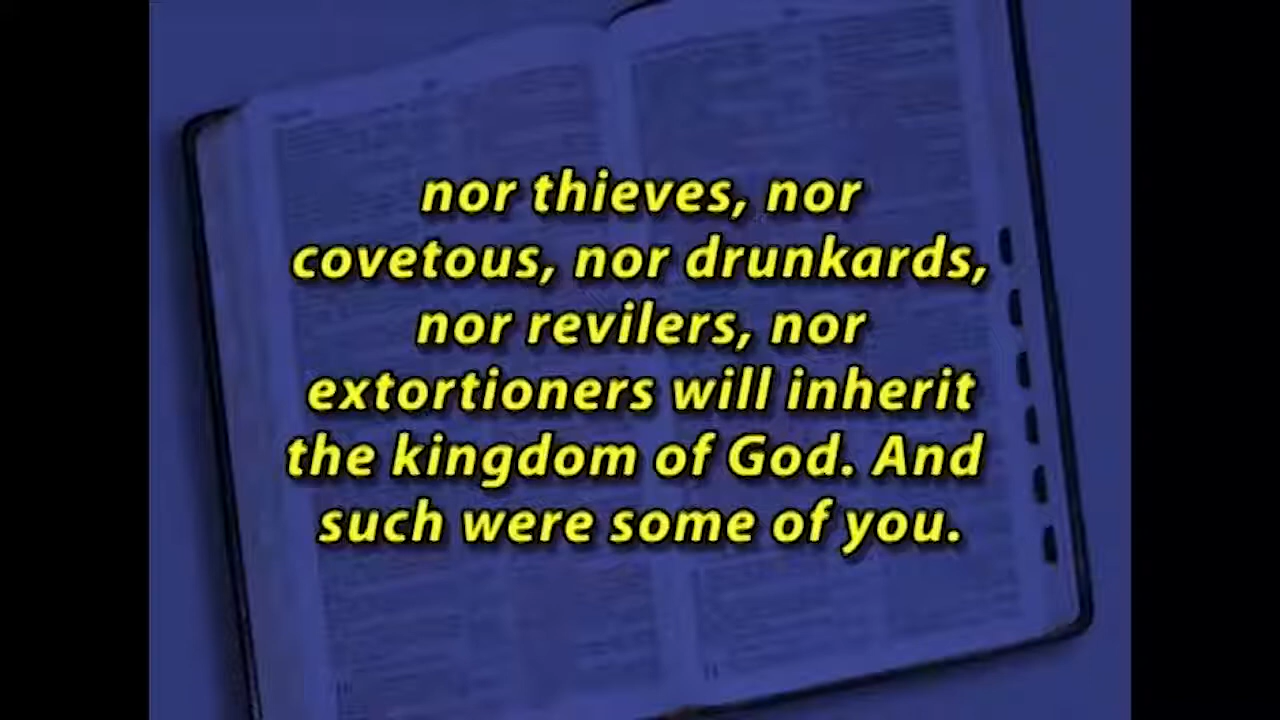 nor thieves, nor
covetous, nor drunkards,
nor revilers, nor
extortioners will inherit
the kingdom of God. And
such were some of you.